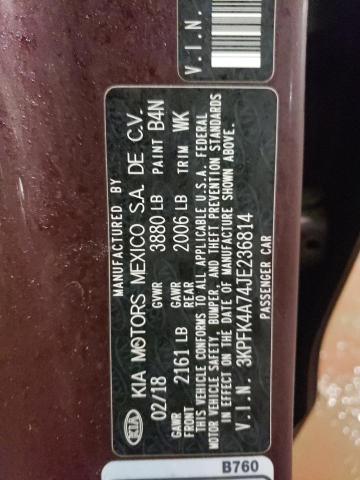 V.I.N.
MANUFACTURED BY
KIA KIA MOTORS MEXICO S.A. DE C.V.
02/18 GVWR 3880 LB PAINT B4N
GAWR FRONT 2161 LB GAWR REAR 2006 LB TRIM WK
THIS VEHICLE CONFORMS TO ALL APPLICABLE U.S.A. FEDERAL
MOTOR VEHICLE SAFETY, BUMPER, AND THEFT PREVENTION STANDARDS
IN EFFECT ON THE DATE OF MANUFACTURE SHOWN ABOVE.
V.I.N. 3KPFK4A74JE236814
PASSENGER CAR
B760